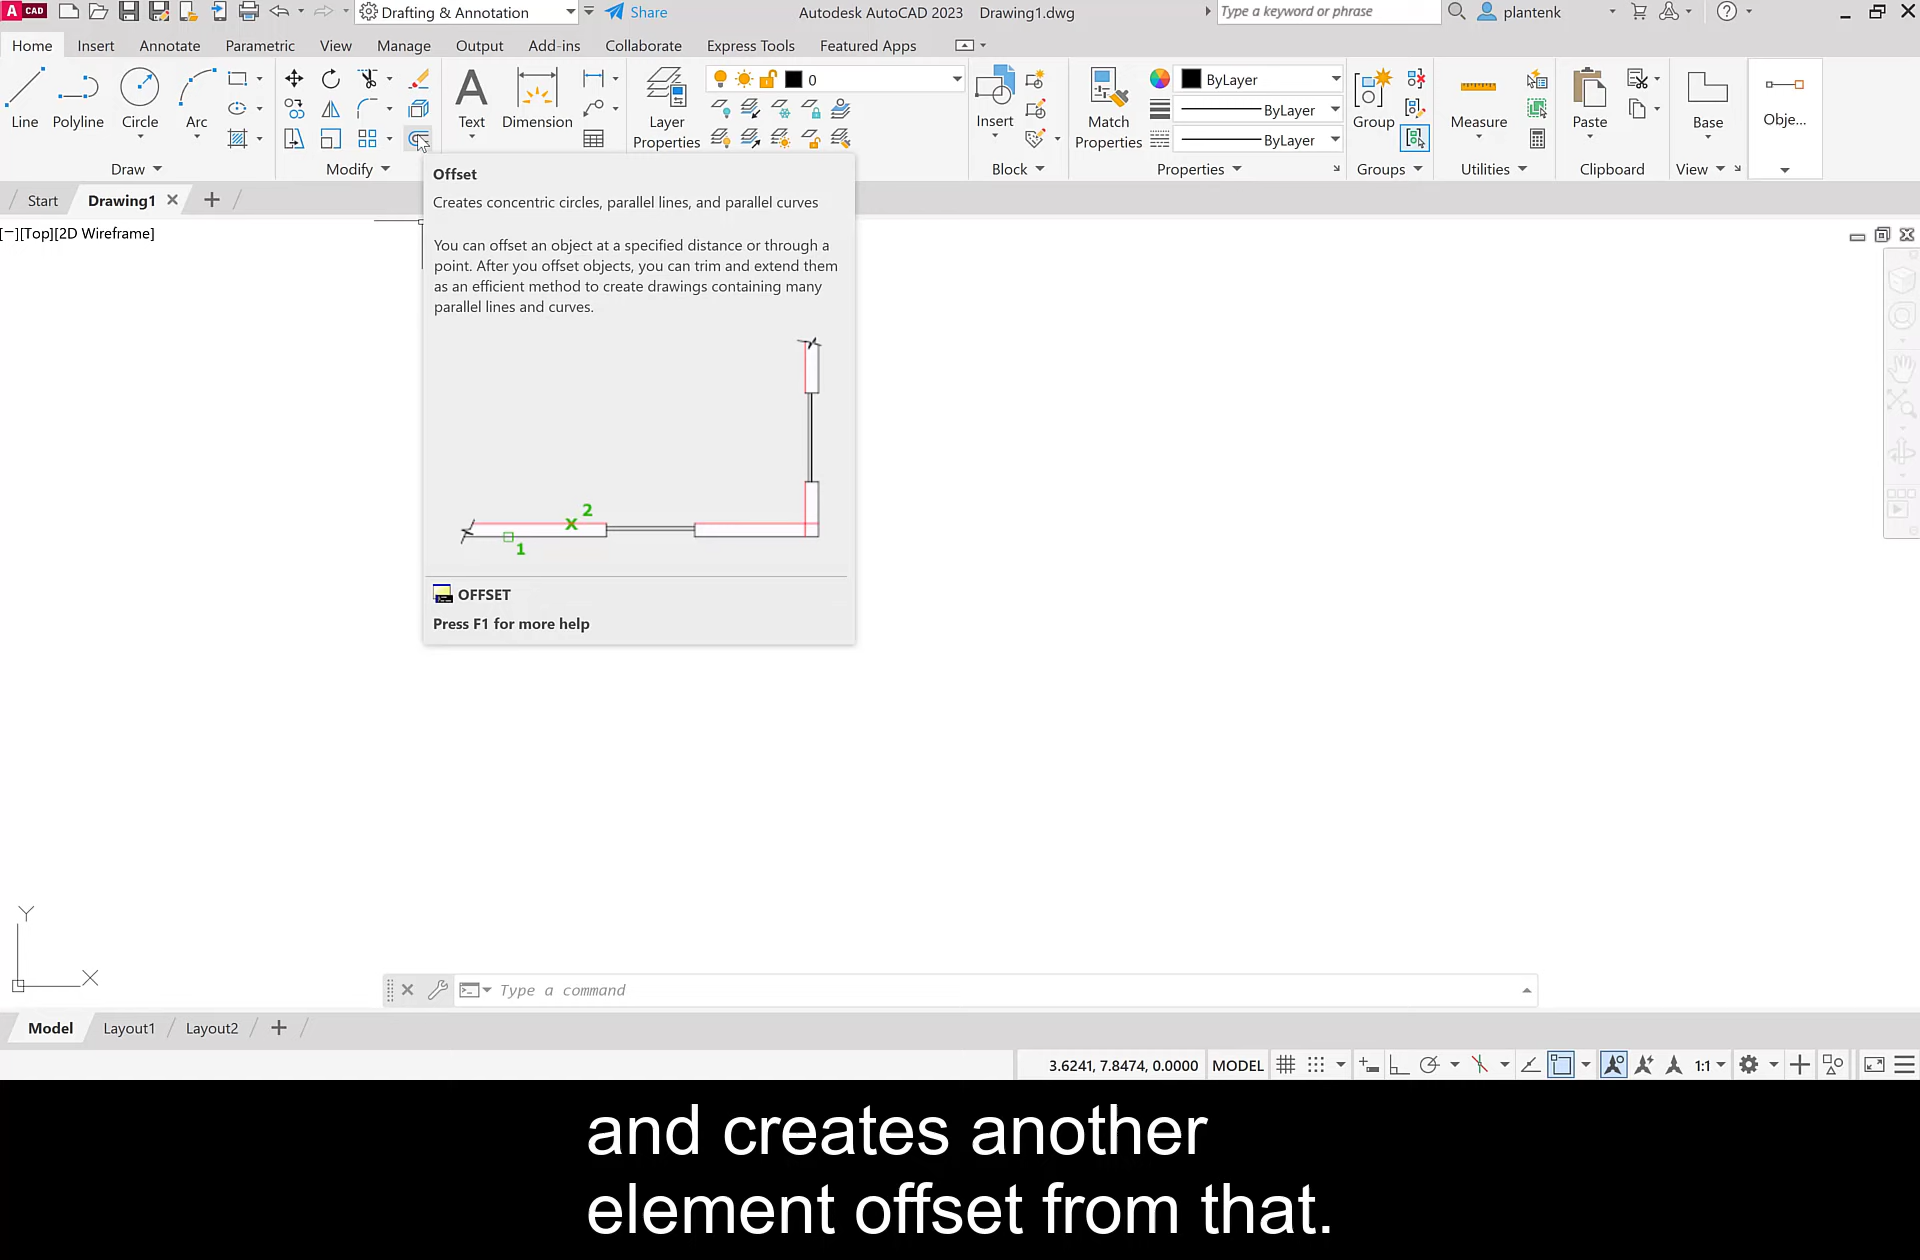 A CAD Drafting & Annotation Share Autodesk AutoCAD 2023 Drawing1.dwg Type a keyword or phrase plantenk
Home Insert Annotate Parametric View Manage Output Add-ins Collaborate Express Tools Featured Apps
0 ByLayer
ByLayer
Line Polyline Circle Arc Text Dimension Layer Insert Match Group Measure Paste Base Obje...
Properties Properties ByLayer
Draw Modify Block Properties Groups Utilities Clipboard View
Start Drawing1
[−][Top][2D Wireframe]
Offset
Creates concentric circles, parallel lines, and parallel curves
You can offset an object at a specified distance or through a
point. After you offset objects, you can trim and extend them
as an efficient method to create drawings containing many
parallel lines and curves.
2
1
OFFSET
Press F1 for more help
Y
X
Type a command
Model Layout1 Layout2
3.6241, 7.8474, 0.0000 MODEL 1:1
and creates another
element offset from that.